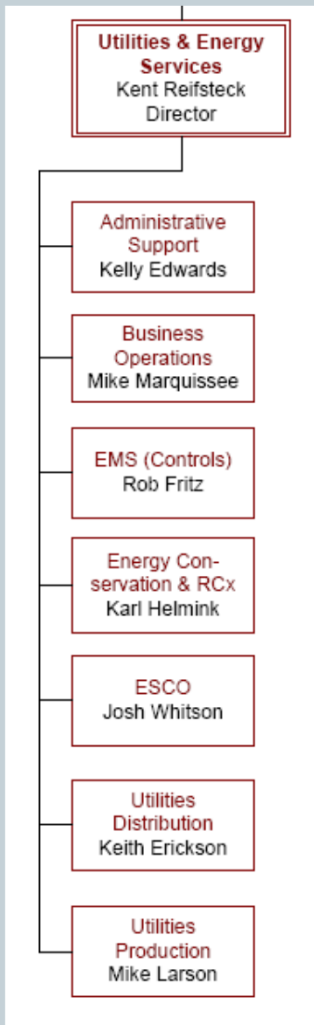 Utilities & Energy
Services
Kent Reifsteck
Director
Administrative
Support
Kelly Edwards
Business
Operations
Mike Marquissee
EMS (Controls)
Rob Fritz
Energy Con-
servation & RCx
Karl Helmink
ESCO
Josh Whitson
Utilities
Distribution
Keith Erickson
Utilities
Production
Mike Larson